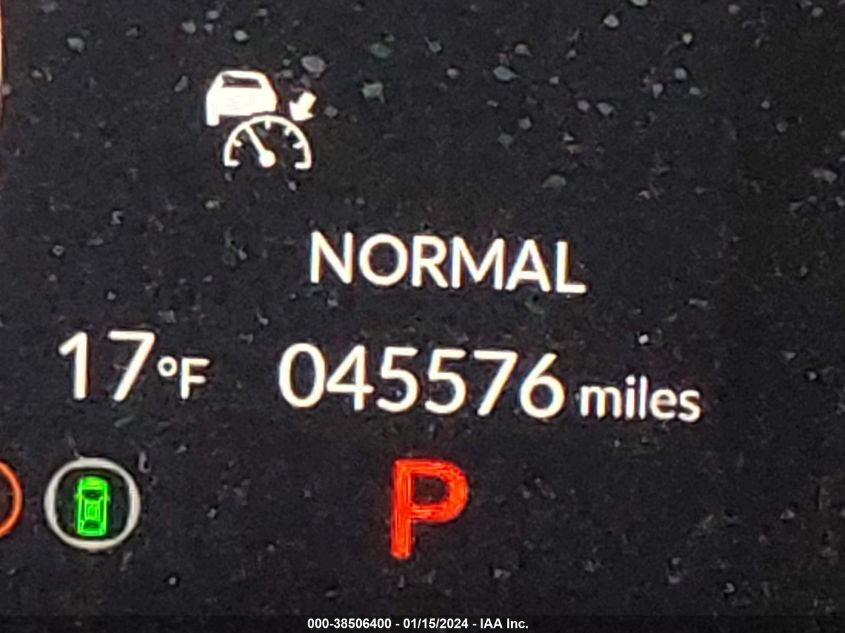 NORMAL
17°F 045576 miles
P
000-38506400 - 01/15/2024 - IAA Inc.